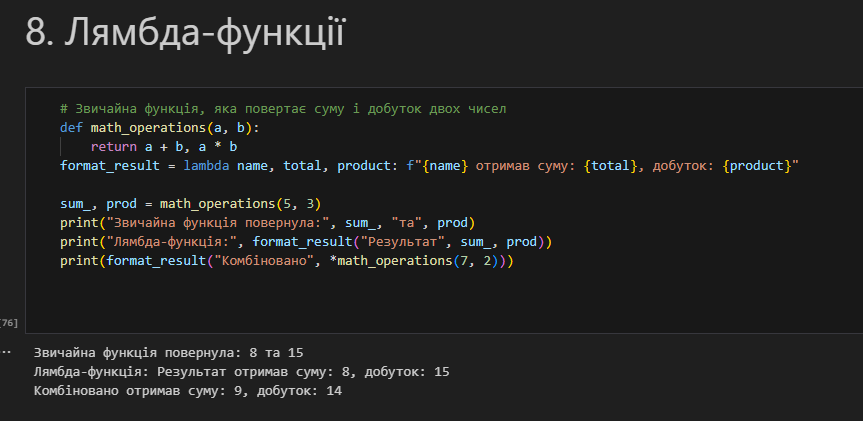 8. Лямбда-функції
# Звичайна функція, яка повертає суму і добуток двох чисел
def math_operations(a, b):
    return a + b, a * b
format_result = lambda name, total, product: f"{name} отримав суму: {total}, добуток: {product}"
sum_, prod = math_operations(5, 3)
print("Звичайна функція повернула:", sum_, "та", prod)
print("Лямбда-функція:", format_result("Результат", sum_, prod))
print(format_result("Комбіновано", *math_operations(7, 2)))
[76]
...
Звичайна функція повернула: 8 та 15
Лямбда-функція: Результат отримав суму: 8, добуток: 15
Комбіновано отримав суму: 9, добуток: 14